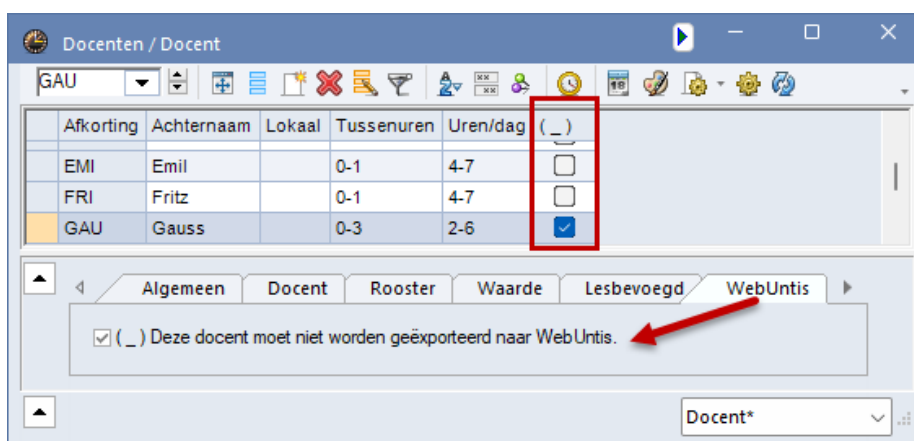 Docenten / Docent
GAU
Afkorting Achternaam Lokaal Tussenuren Uren/dag ( _ )
EMI Emil 0-1 4-7
FRI Fritz 0-1 4-7
GAU Gauss 0-3 2-6
Algemeen Docent Rooster Waarde Lesbevoegd WebUntis
( _ ) Deze docent moet niet worden geëxporteerd naar WebUntis.
Docent*